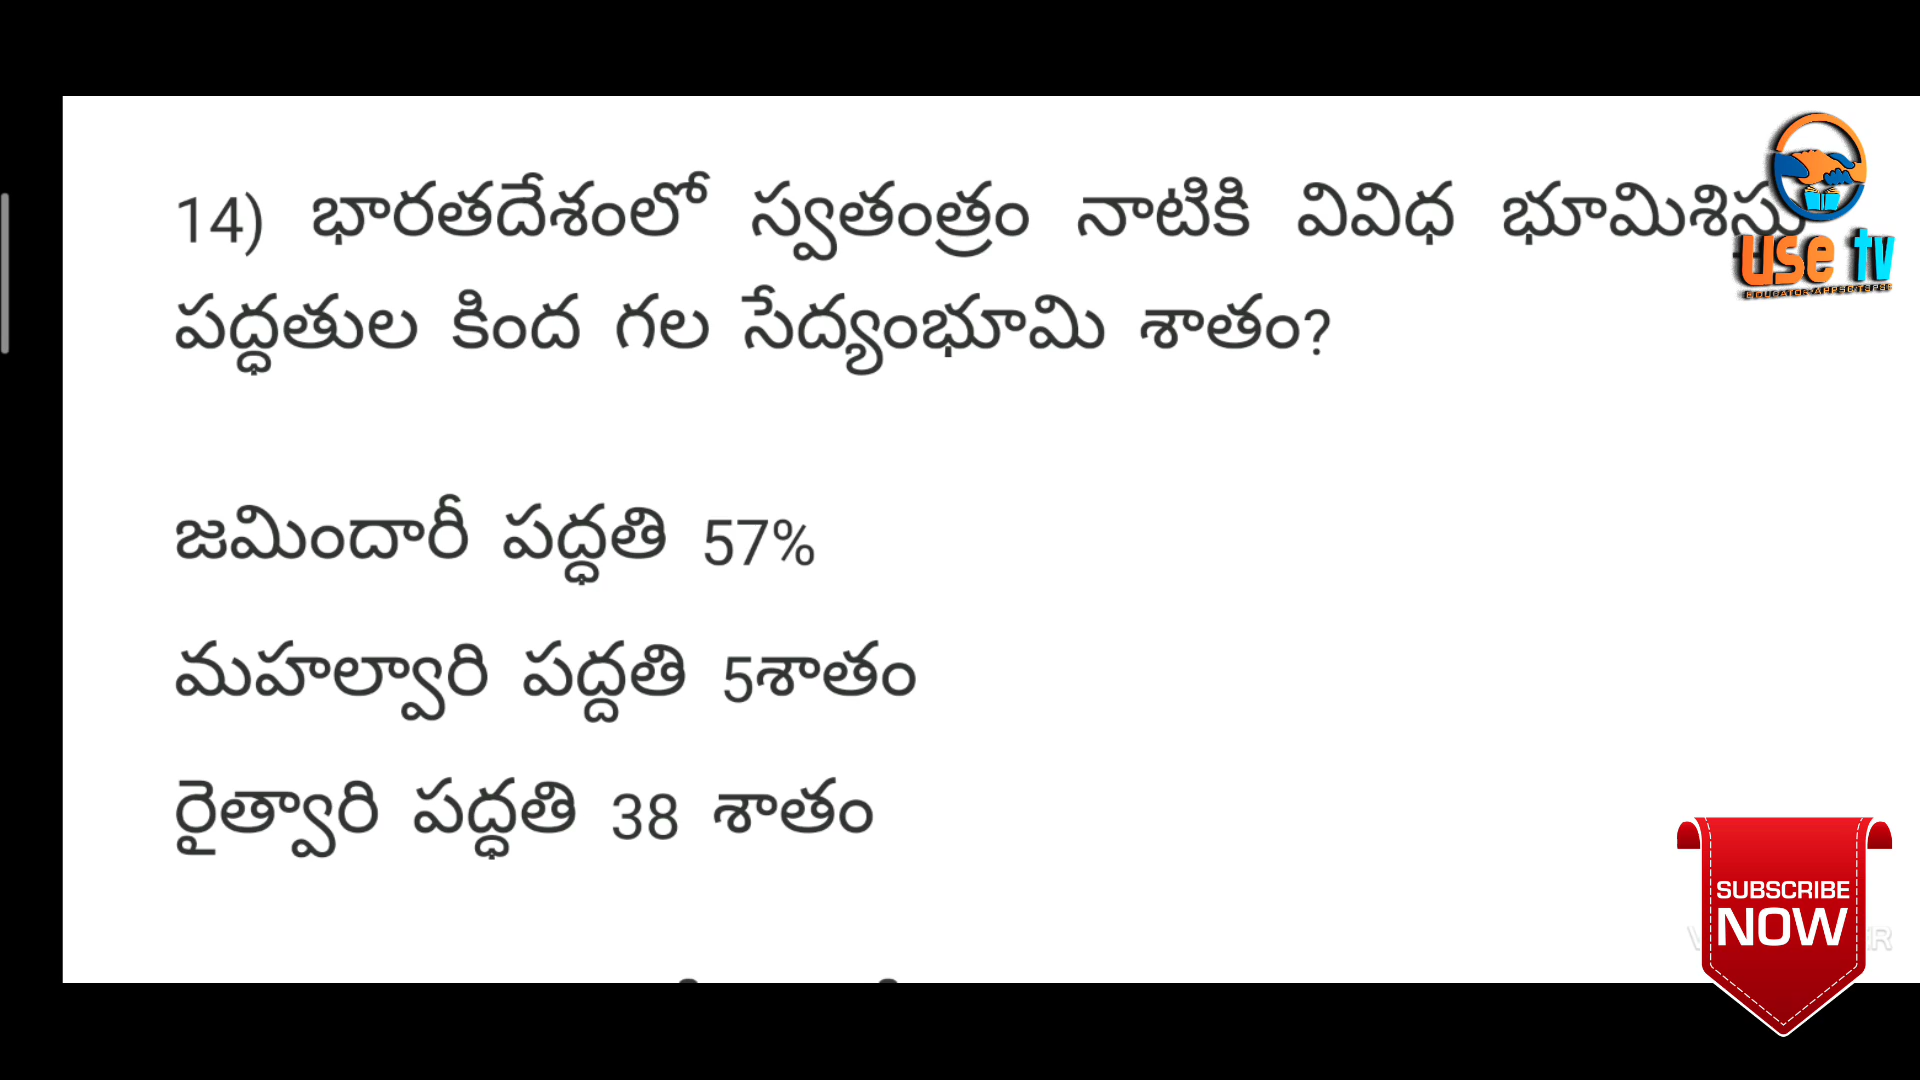 14) భారతదేశంలో స్వతంత్రం నాటికి వివిధ భూమిశిస్తు
పద్ధతుల కింద గల సేద్యంభూమి శాతం?
జమిందారీ పద్ధతి 57%
మహల్వారి పద్దతి 5శాతం
రైత్వారి పద్ధతి 38 శాతం
use tv
SUBSCRIBE
NOW